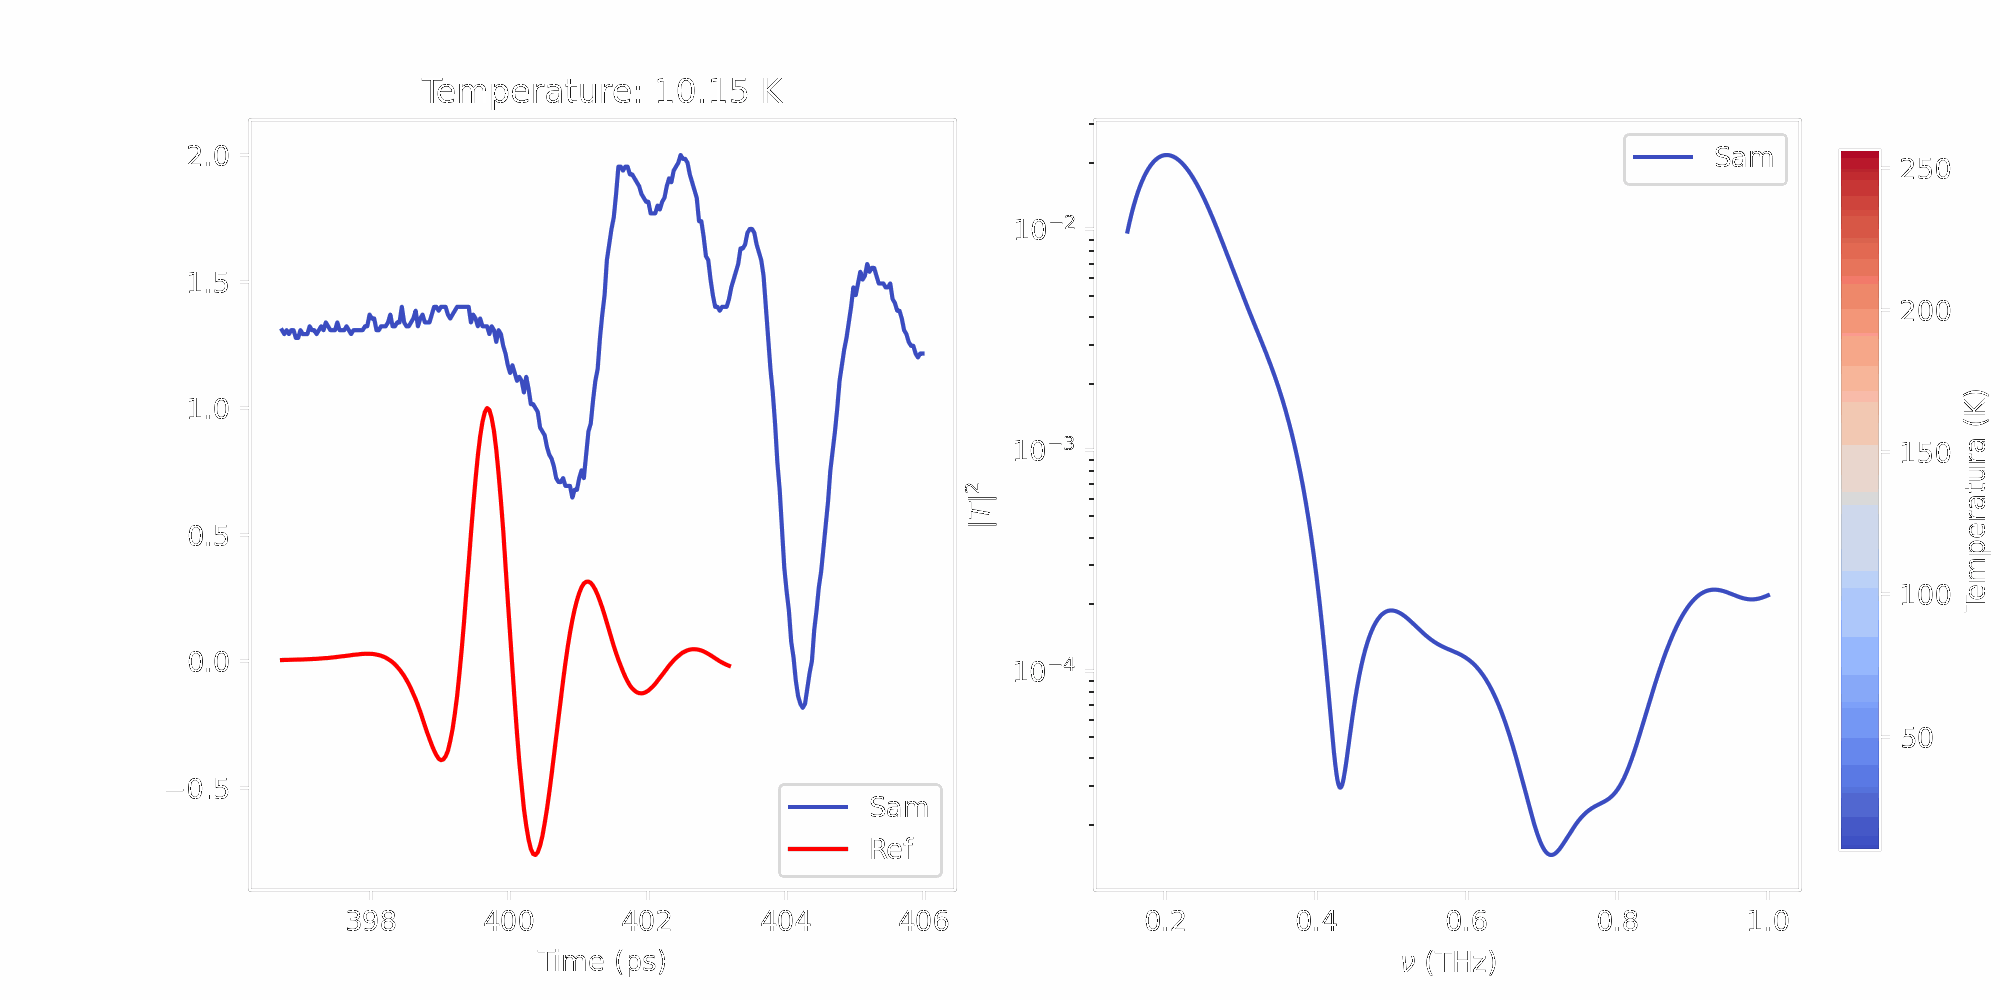 Temperature: 10.15 K
2.0
1.5
1.0
0.5
0.0
−0.5
398 400 402 404 406
Time (ps)
Sam
Ref
|T|²
10⁻²
10⁻³
10⁻⁴
0.2 0.4 0.6 0.8 1.0
ν (THz)
Sam
250
200
150
100
50
Temperatura (K)